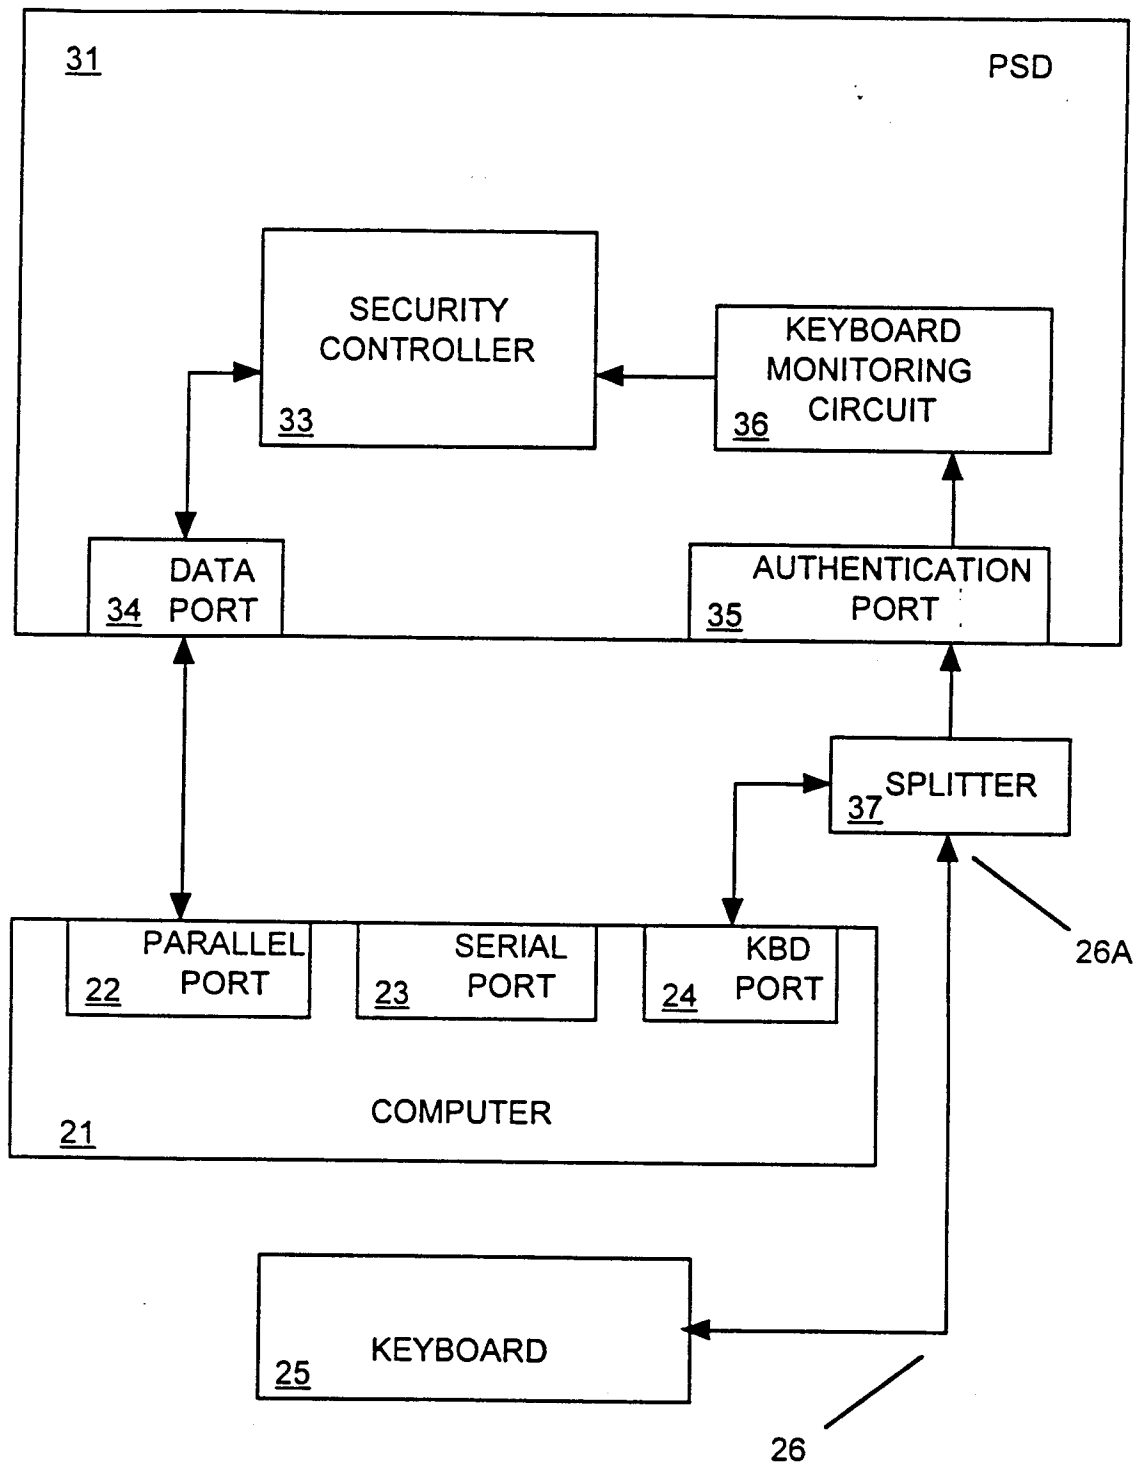 31
PSD
SECURITY
CONTROLLER
33
KEYBOARD
MONITORING
CIRCUIT
36
DATA
PORT
34
AUTHENTICATION
PORT
35
SPLITTER
37
26A
PARALLEL
PORT
22
SERIAL
PORT
23
KBD
PORT
24
COMPUTER
21
KEYBOARD
25
26